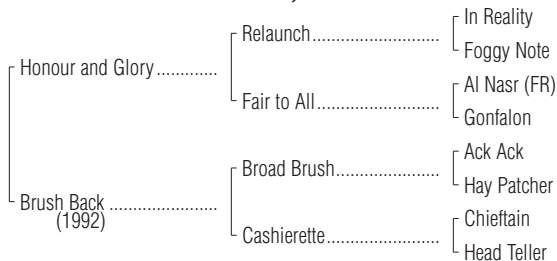 In Reality
Relaunch
Foggy Note
Honour and Glory
Al Nasr (FR)
Fair to All
Gonfalon
Ack Ack
Broad Brush
Hay Patcher
Brush Back
(1992)
Chieftain
Cashierette
Head Teller